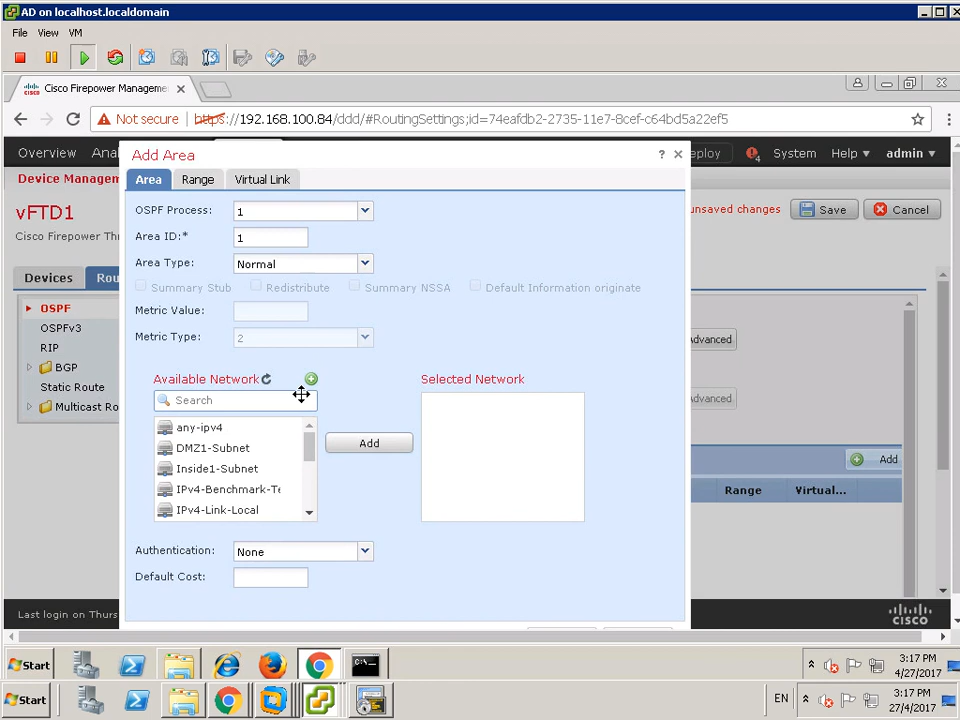 AD on localhost.localdomain
File View VM
Cisco Firepower Manageme
Not secure https://192.168.100.84/ddd/#RoutingSettings;id=74eafdb2-2735-11e7-8cef-c64bd5a22ef5
Overview Ana eploy System Help admin
Add Area
Device Managem
Area Range Virtual Link
vFTD1
OSPF Process: 1
unsaved changes Save Cancel
Cisco Firepower Thr
Area ID:* 1
Area Type: Normal
Devices Rou
Summary Stub Redistribute Summary NSSA Default Information originate
OSPF
Metric Value:
OSPFv3
Metric Type: 2
Advanced
RIP
BGP
Available Network Selected Network
Static Route
Search
Advanced
Multicast Ro
any-ipv4
DMZ1-Subnet
Add
Inside1-Subnet
Add
IPv4-Benchmark-Te
Range Virtual...
IPv4-Link-Local
Authentication: None
Default Cost:
Last login on Thurs
CISCO
Start
3:17 PM
4/27/2017
Start
EN
3:17 PM
27/4/2017